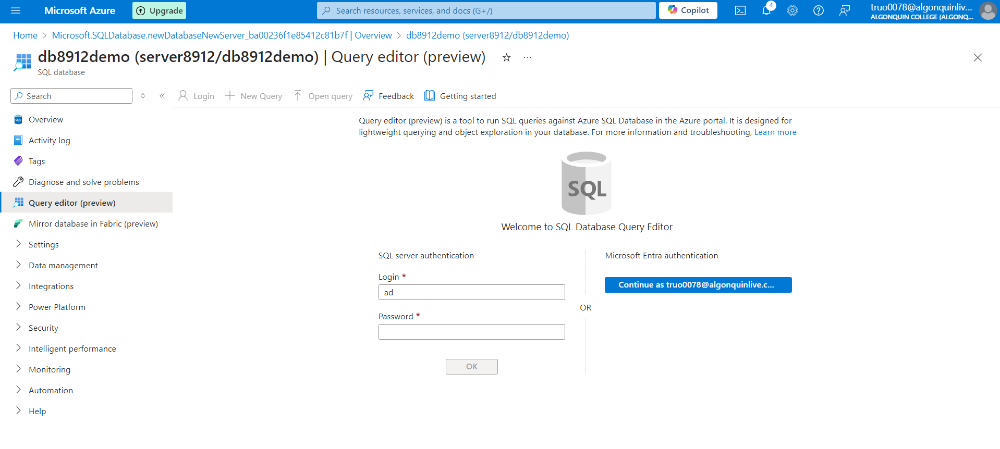 Microsoft Azure
Upgrade
Search resources, services, and docs (G+/)
Copilot
4
truo0078@algonquinliv...
ALGONQUIN COLLEGE (ALGONQ...
Home > Microsoft.SQLDatabase.newDatabaseNewServer_ba00236f1e85412c81b7f | Overview > db8912demo (server8912/db8912demo)
db8912demo (server8912/db8912demo) | Query editor (preview)
SQL database
Search
Login
New Query
Open query
Feedback
Getting started
Overview
Activity log
Tags
Diagnose and solve problems
Query editor (preview)
Mirror database in Fabric (preview)
Settings
Data management
Integrations
Power Platform
Security
Intelligent performance
Monitoring
Automation
Help
Query editor (preview) is a tool to run SQL queries against Azure SQL Database in the Azure portal. It is designed for
lightweight querying and object exploration in your database. For more information and troubleshooting, Learn more
SQL
Welcome to SQL Database Query Editor
SQL server authentication
Login *
ad
Password *
OK
OR
Microsoft Entra authentication
Continue as truo0078@algonquinlive.c...